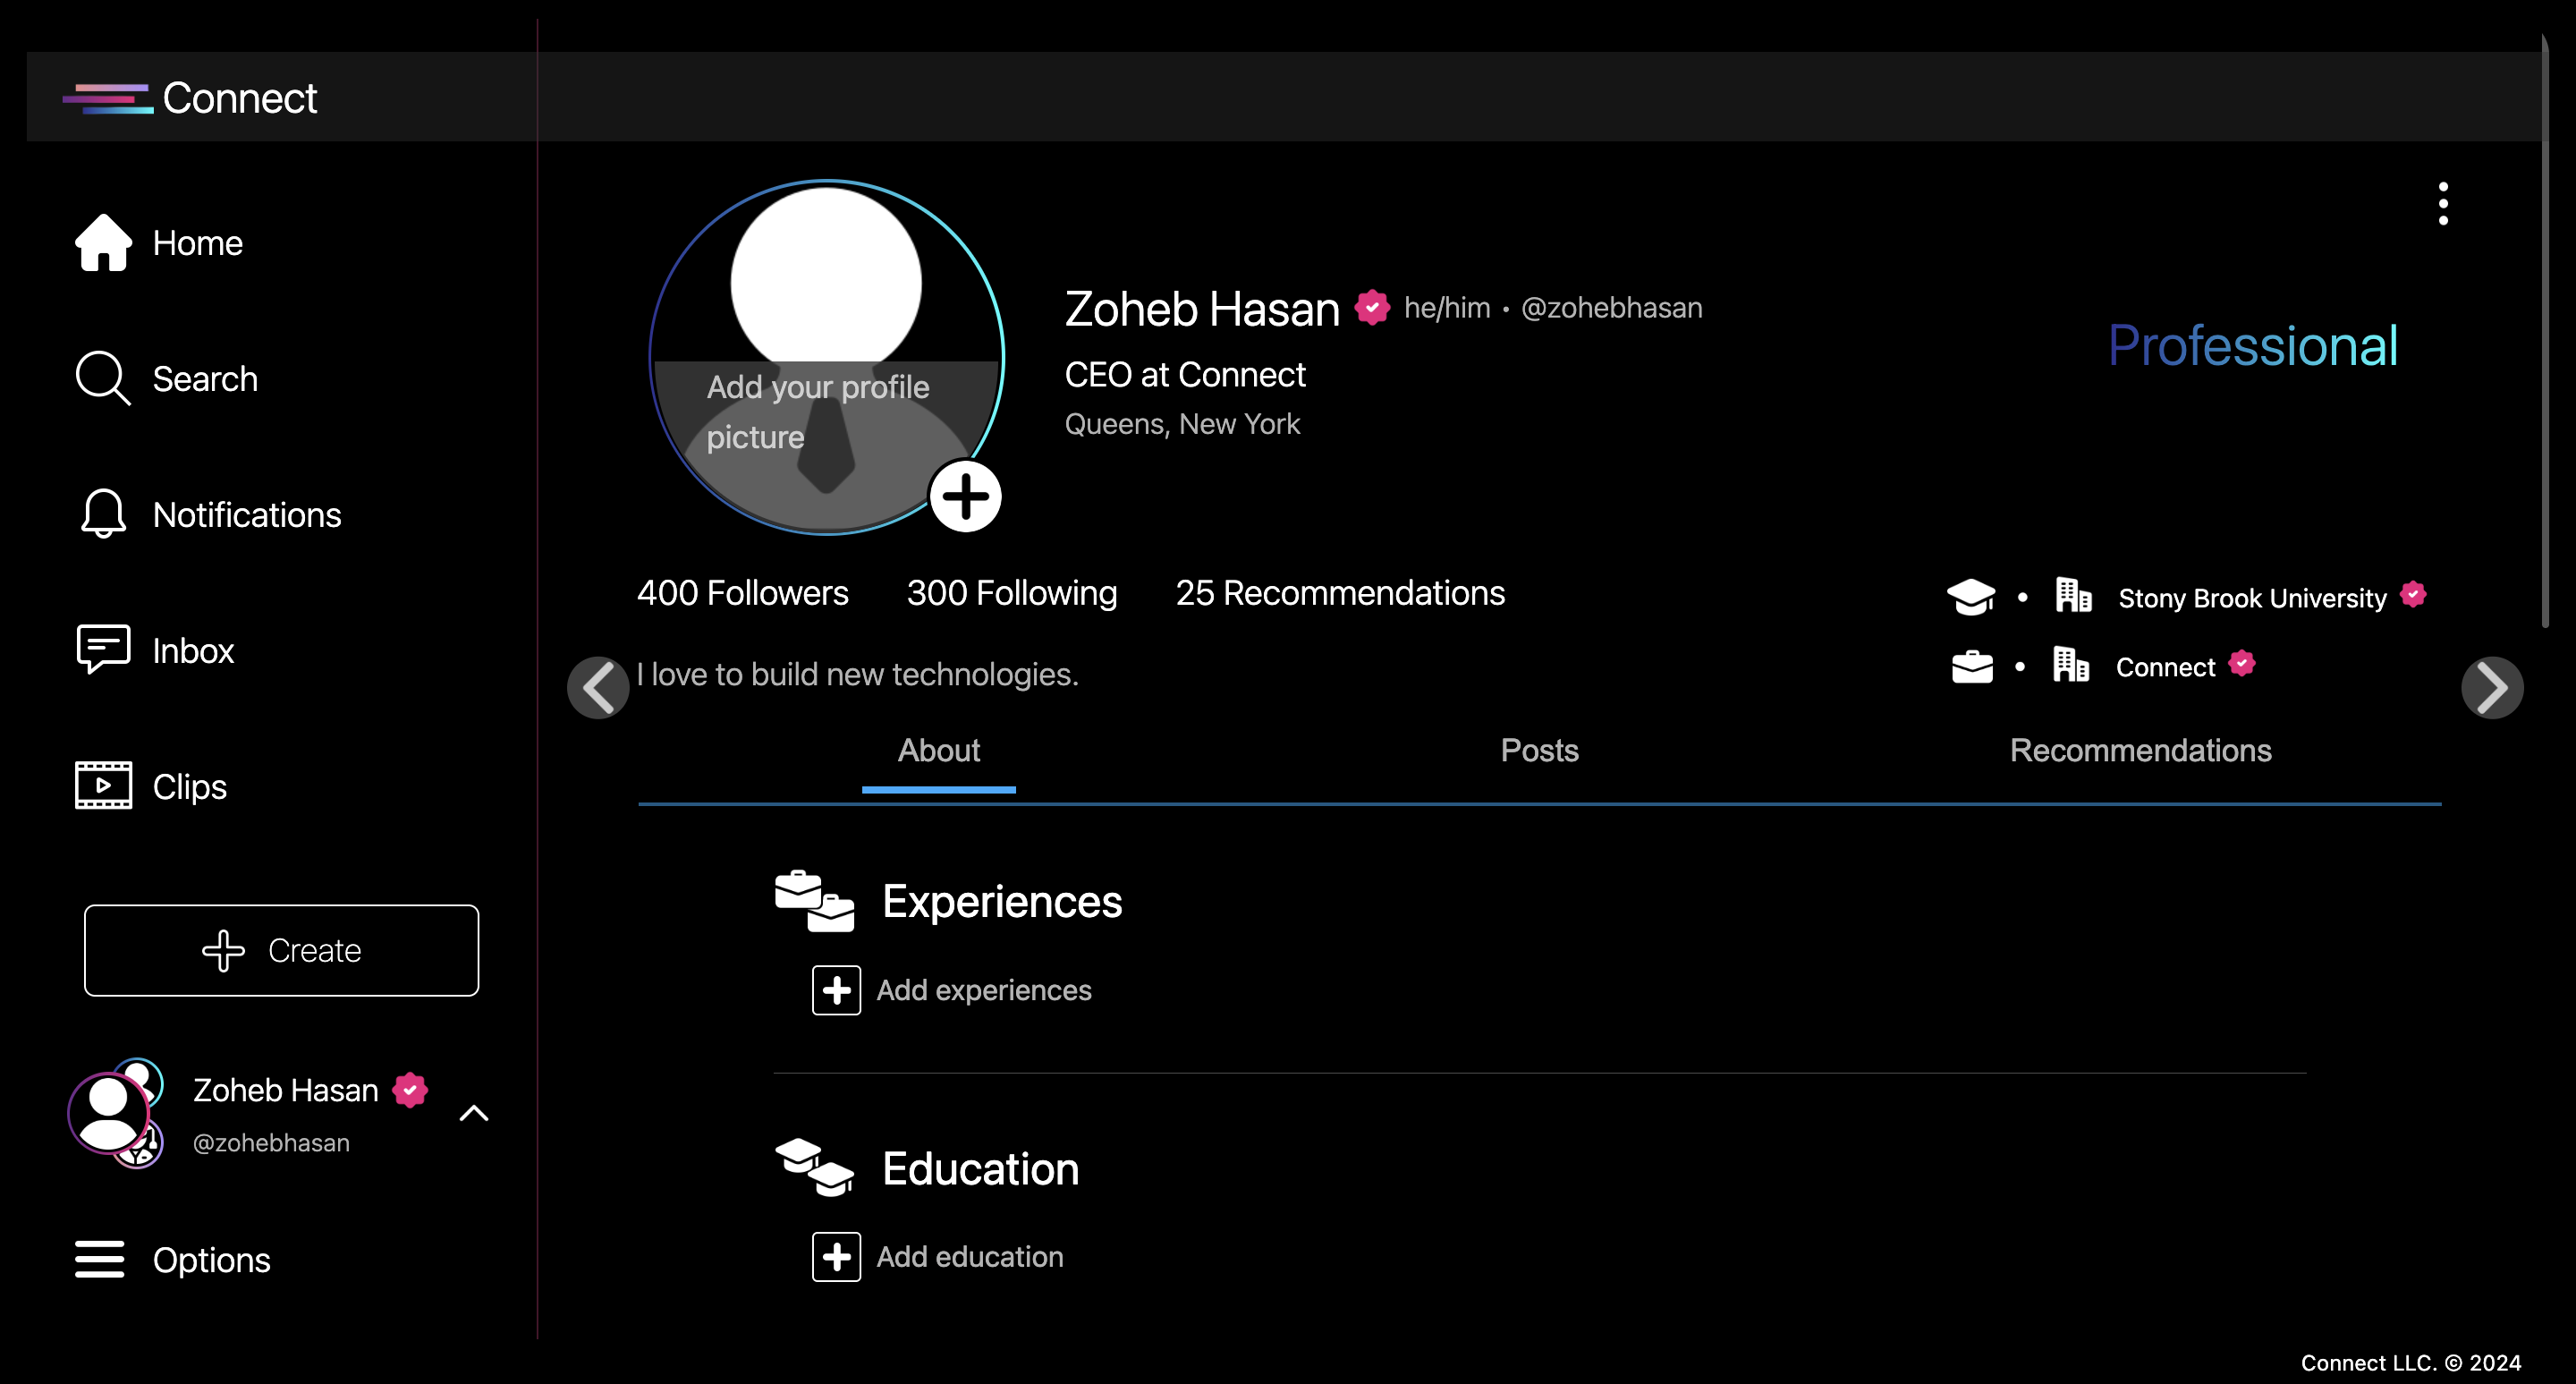 Connect
Home
Search
Notifications
Inbox
Clips
Create
Zoheb Hasan
@zohebhasan
Options
Add your profile
picture
Zoheb Hasan he/him • @zohebhasan
CEO at Connect
Queens, New York
Professional
400 Followers 300 Following 25 Recommendations
I love to build new technologies.
• Stony Brook University
• Connect
About Posts Recommendations
Experiences
Add experiences
Education
Add education
Connect LLC. © 2024